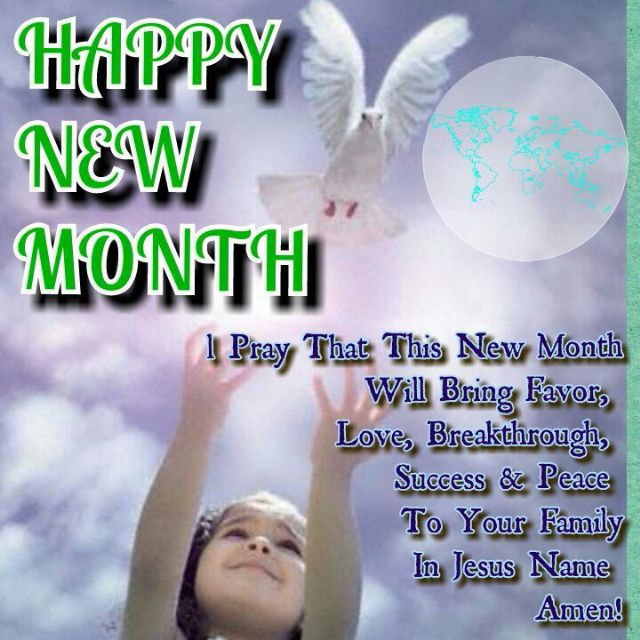 HAPPY
NEW
MONTH
I Pray That This New Month
Will Bring Favor,
Love, Breakthrough,
Success & Peace
To Your Family
In Jesus Name
Amen!